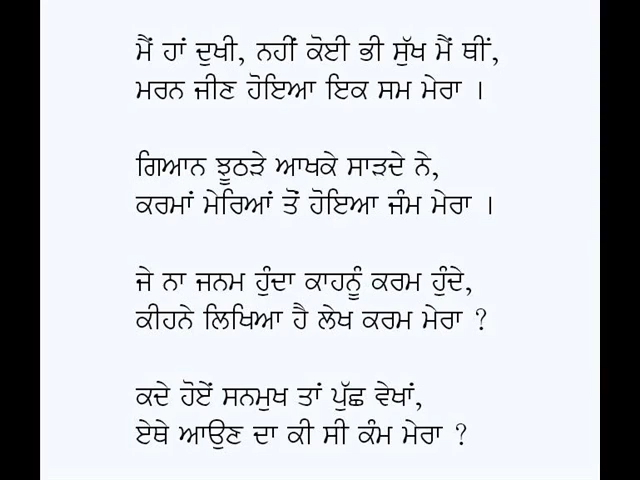 ਮੈਂ ਹਾਂ ਦੁਖੀ, ਨਹੀਂ ਕੋਈ ਭੀ ਸੁੱਖ ਮੈਂ ਥੀਂ,
ਮਰਨ ਜੀਣ ਹੋਇਆ ਇਕ ਸਮ ਮੇਰਾ ।
ਗਿਆਨ ਝੂਠੜੇ ਆਖਕੇ ਸਾੜਦੇ ਨੇ,
ਕਰਮਾਂ ਮੇਰਿਆਂ ਤੋਂ ਹੋਇਆ ਜੰਮ ਮੇਰਾ ।
ਜੇ ਨਾ ਜਨਮ ਹੁੰਦਾ ਕਾਹਨੂੰ ਕਰਮ ਹੁੰਦੇ,
ਕੀਹਨੇ ਲਿਖਿਆ ਹੈ ਲੇਖ ਕਰਮ ਮੇਰਾ ?
ਕਦੇ ਹੋਏਂ ਸਨਮੁਖ ਤਾਂ ਪੁੱਛ ਵੇਖਾਂ,
ਏਥੇ ਆਉਣ ਦਾ ਕੀ ਸੀ ਕੰਮ ਮੇਰਾ ?